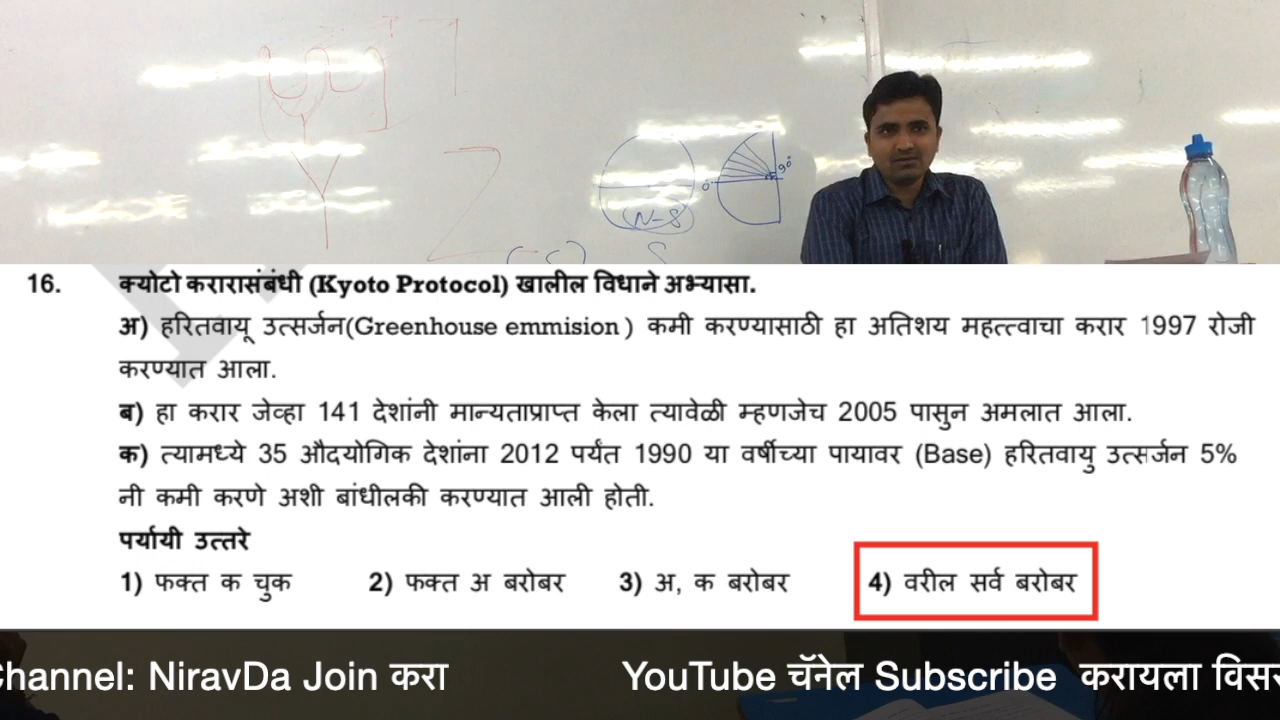 Y
Z
0°
90°
N-S
S
16. क्योटो करारासंबंधी (Kyoto Protocol) खालील विधाने अभ्यासा.
अ) हरितवायू उत्सर्जन(Greenhouse emmision ) कमी करण्यासाठी हा अतिशय महत्त्वाचा करार 1997 रोजी
करण्यात आला.
ब) हा करार जेव्हा 141 देशांनी मान्यताप्राप्त केला त्यावेळी म्हणजेच 2005 पासुन अमलात आला.
क) त्यामध्ये 35 औदयोगिक देशांना 2012 पर्यंत 1990 या वर्षीच्या पायावर (Base) हरितवायु उत्सर्जन 5%
नी कमी करणे अशी बांधीलकी करण्यात आली होती.
पर्यायी उत्तरे
1) फक्त क चुक 2) फक्त अ बरोबर 3) अ, क बरोबर 4) वरील सर्व बरोबर
Channel: NiravDa Join करा YouTube चॅनेल Subscribe करायला